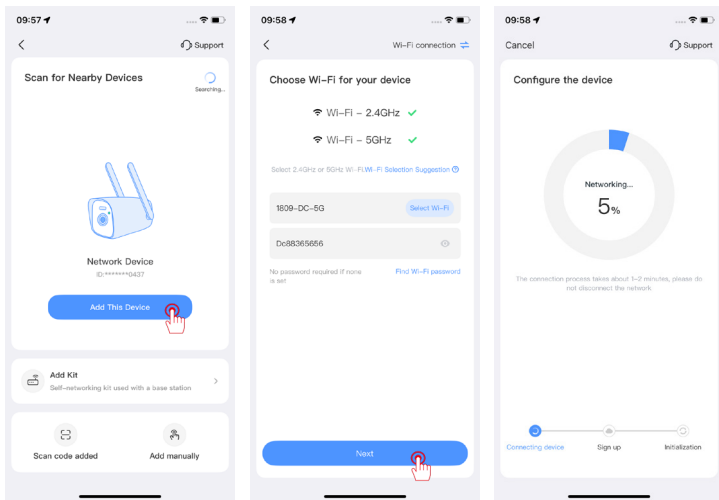 09:57
Support
Scan for Nearby Devices
Searching...
Network Device
ID:*******0437
Add This Device
Add Kit
Self-networking kit used with a base station
Scan code added
Add manually
09:58
Wi-Fi connection
Choose Wi-Fi for your device
Wi-Fi - 2.4GHz
Wi-Fi - 5GHz
Select 2.4GHz or 5GHz Wi-Fi.Wi-Fi Selection Suggestion
1809-DC-5G
Select Wi-Fi
Dc88365656
No password required if none
is set
Find Wi-Fi password
Next
09:58
Cancel
Support
Configure the device
Networking...
5%
The connection process takes about 1-2 minutes, please do
not disconnect the network
Connecting device
Sign up
Initialization